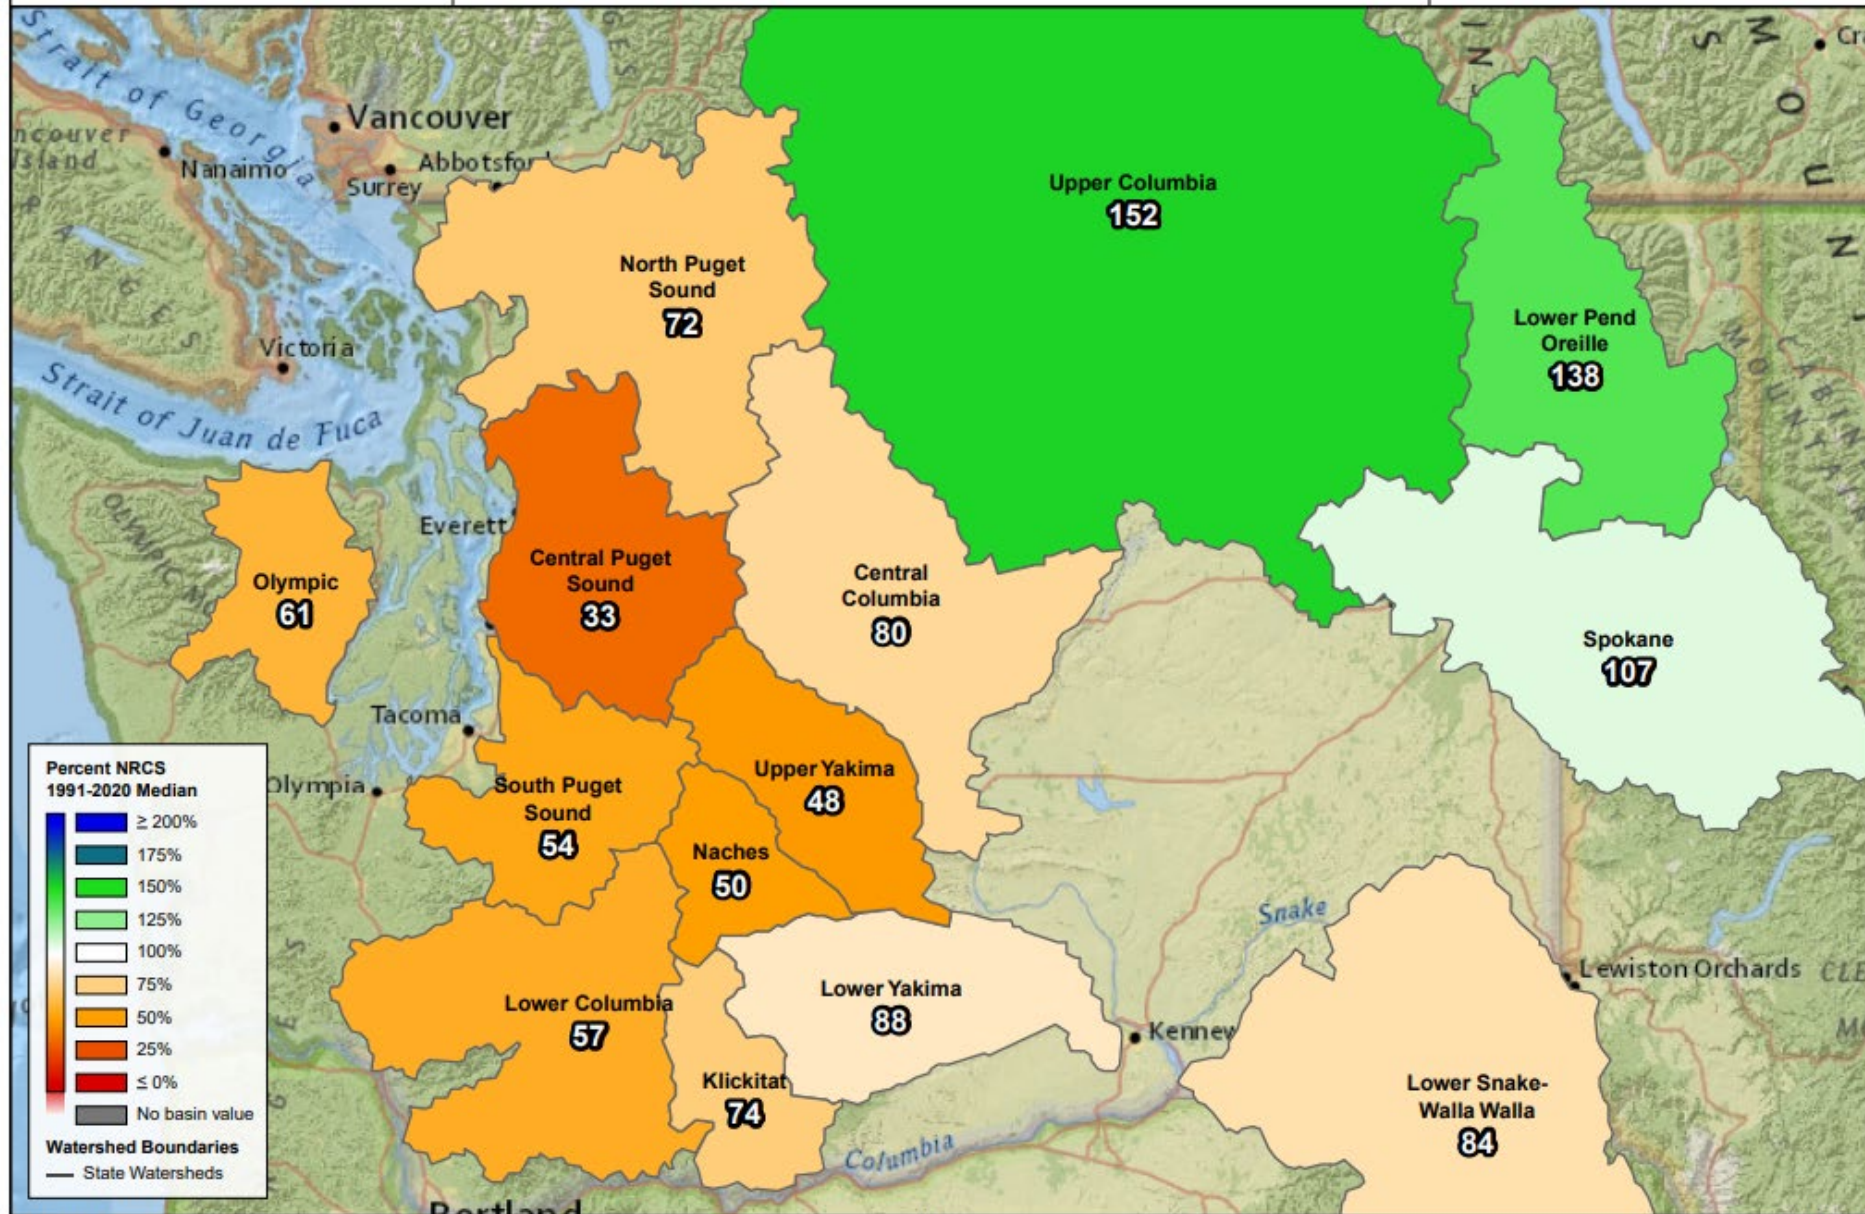 Strait of Georgia
Vancouver
Nanaimo
Surrey
Island
Victoria
Strait of Juan de Fuca
Upper Columbia
152
North Puget
Sound
72
Lower Pend
Oreille
138
Everett
Central Puget
Sound
33
Olympic
61
OLYMPIC
Central
Columbia
80
Spokane
107
Tacoma
Olympia
South Puget
Sound
54
Upper Yakima
48
Naches
50
Snake
Lewiston Orchards
Lower Columbia
57
Lower Yakima
88
Klickitat
74
Columbia
Lower Snake-
Walla Walla
84
Percent NRCS
1991-2020 Median
≥ 200%
175%
150%
125%
100%
75%
50%
25%
≤ 0%
No basin value
Watershed Boundaries
State Watersheds